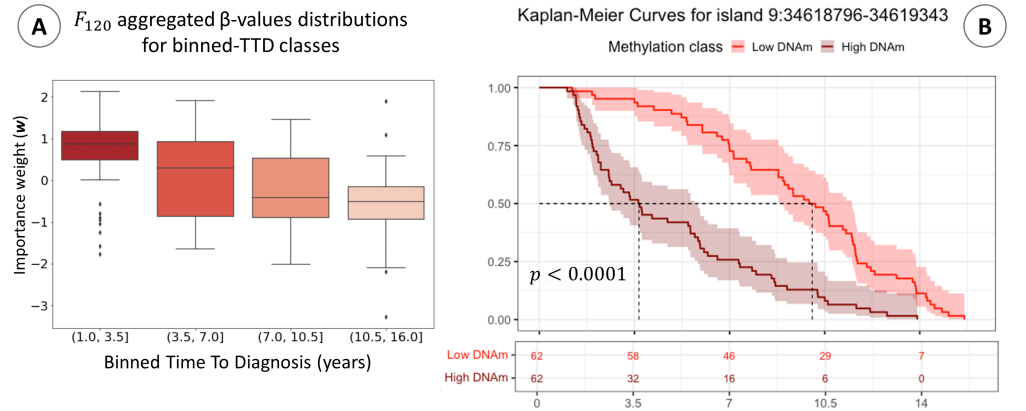 A
F120 aggregated β-values distributions
for binned-TTD classes
Importance weight (w)
2
1
0
−1
−2
−3
(1.0, 3.5]
(3.5, 7.0]
(7.0, 10.5]
(10.5, 16.0]
Binned Time To Diagnosis (years)
Kaplan-Meier Curves for island 9:34618796-34619343
B
Methylation class Low DNAm High DNAm
1.00
0.75
0.50
0.25
0.00
p < 0.0001
Low DNAm 62 58 46 29 7
High DNAm 62 32 16 6 0
0 3.5 7 10.5 14